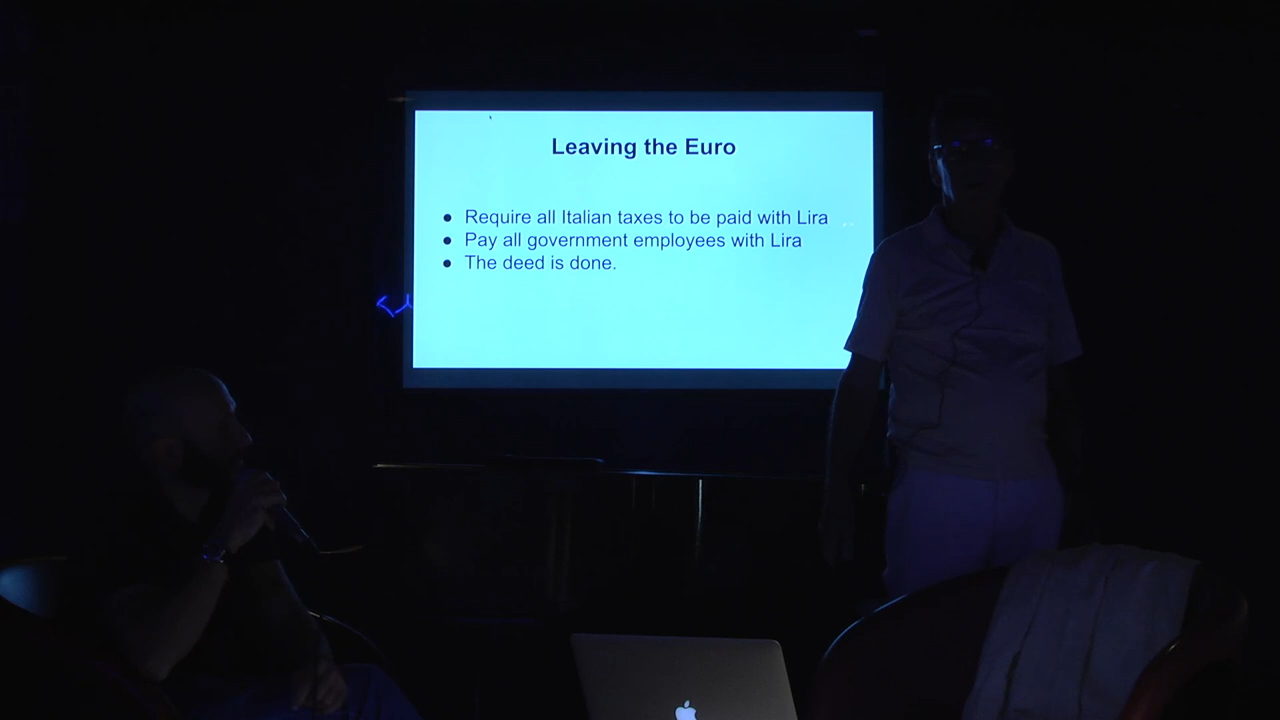 Leaving the Euro
● Require all Italian taxes to be paid with Lira
● Pay all government employees with Lira
● The deed is done.